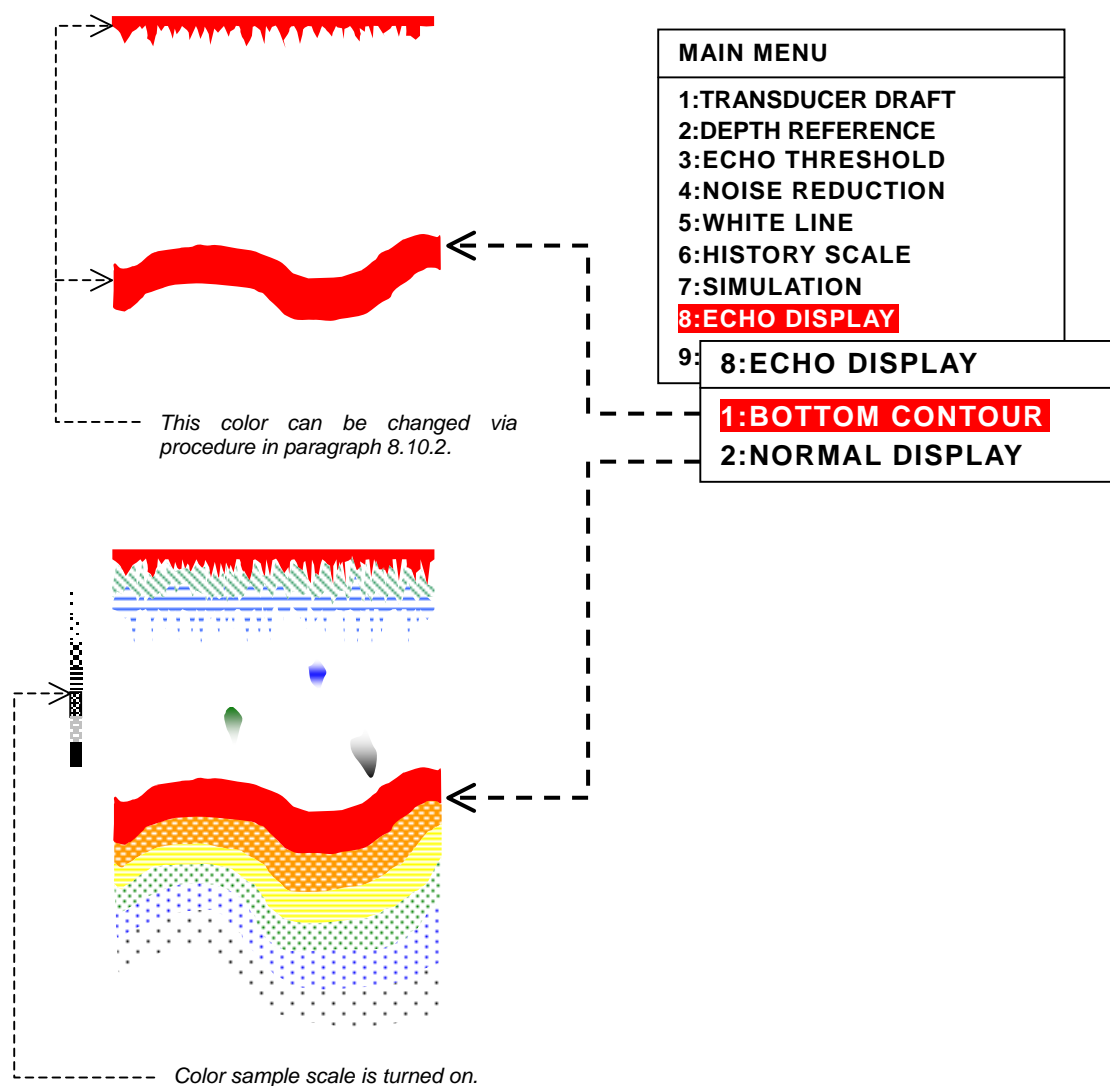 MAIN MENU
1:TRANSDUCER DRAFT
2:DEPTH REFERENCE
3:ECHO THRESHOLD
4:NOISE REDUCTION
5:WHITE LINE
6:HISTORY SCALE
7:SIMULATION
8:ECHO DISPLAY
9:
8:ECHO DISPLAY
1:BOTTOM CONTOUR
2:NORMAL DISPLAY
This color can be changed via
procedure in paragraph 8.10.2.
Color sample scale is turned on.